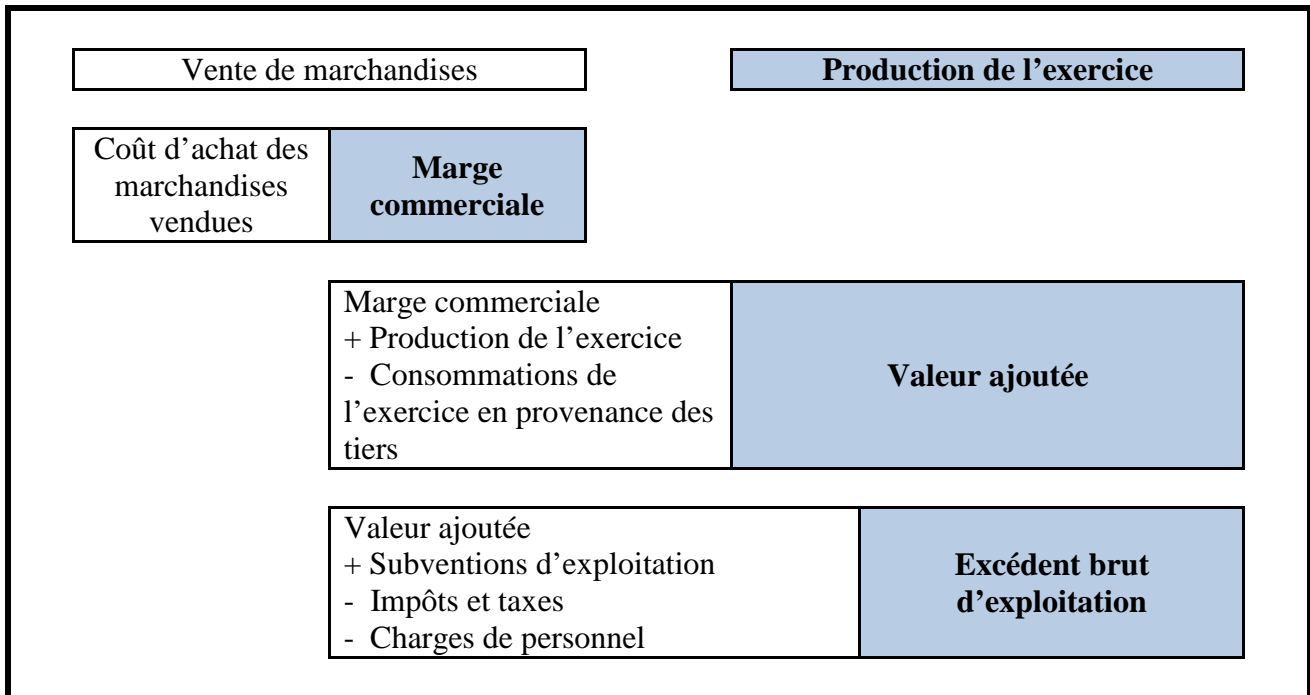 Vente de marchandises
Production de l’exercice
Coût d’achat des
marchandises
vendues
Marge
commerciale
Marge commerciale
+ Production de l’exercice
- Consommations de
l’exercice en provenance des
tiers
Valeur ajoutée
Valeur ajoutée
+ Subventions d’exploitation
- Impôts et taxes
- Charges de personnel
Excédent brut
d’exploitation